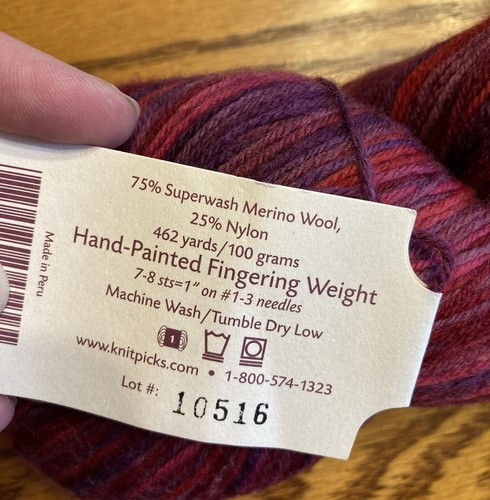 75% Superwash Merino Wool,
25% Nylon
462 yards/100 grams
Hand-Painted Fingering Weight
7-8 sts=1" on #1-3 needles
Machine Wash/Tumble Dry Low
1
www.knitpicks.com • 1-800-574-1323
Lot #: 10516
Made in Peru